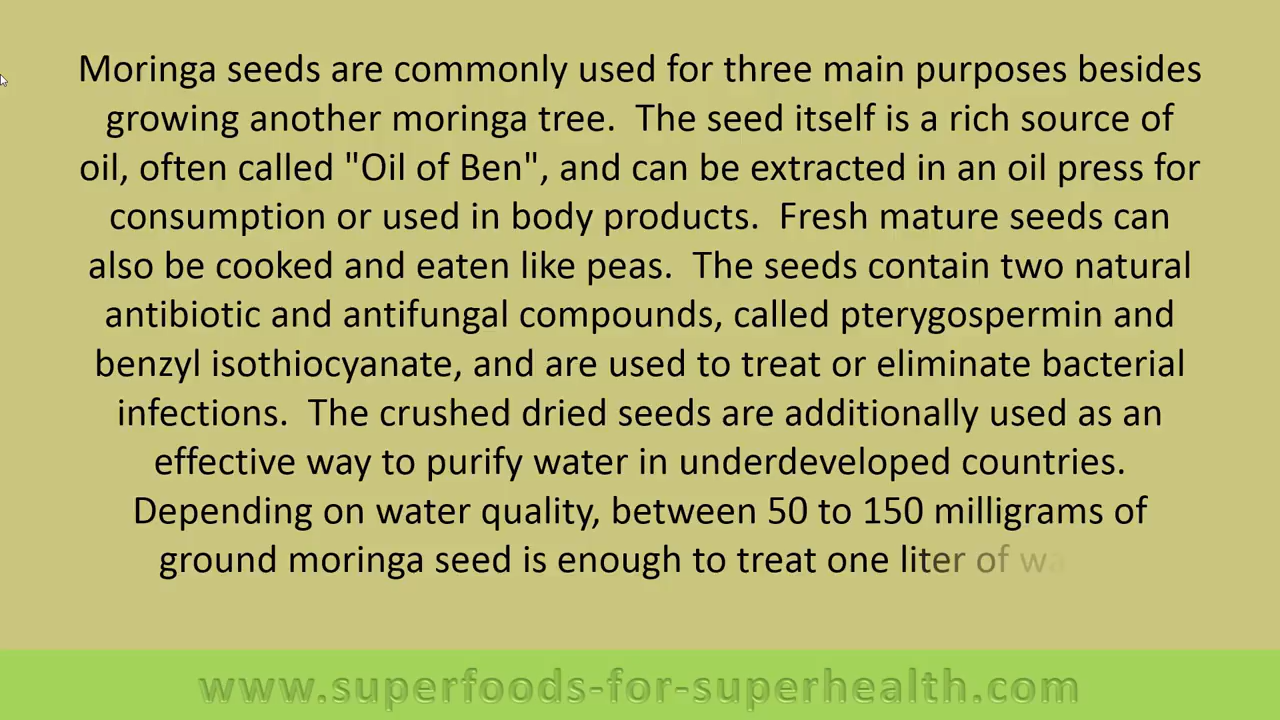 Moringa seeds are commonly used for three main purposes besides
growing another moringa tree.  The seed itself is a rich source of
oil, often called "Oil of Ben", and can be extracted in an oil press for
consumption or used in body products.  Fresh mature seeds can
also be cooked and eaten like peas.  The seeds contain two natural
antibiotic and antifungal compounds, called pterygospermin and
benzyl isothiocyanate, and are used to treat or eliminate bacterial
infections.  The crushed dried seeds are additionally used as an
effective way to purify water in underdeveloped countries.
Depending on water quality, between 50 to 150 milligrams of
ground moringa seed is enough to treat one liter of
www.superfoods-for-superhealth.com